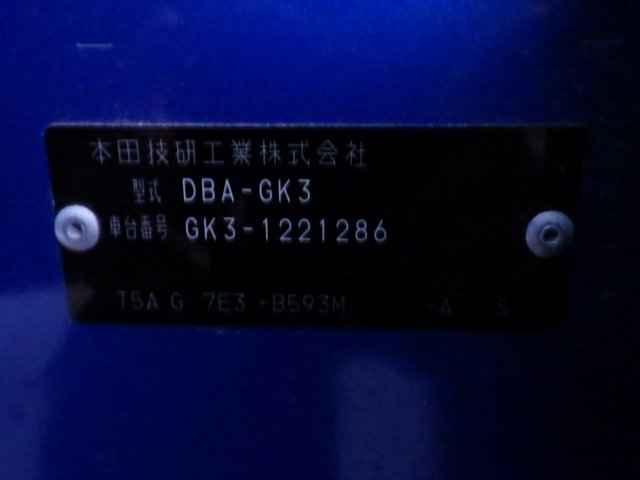 本田技研工業株式会社
型式 DBA-GK3
車台番号 GK3-1221286
T5A G 7E3 -B593M -A S